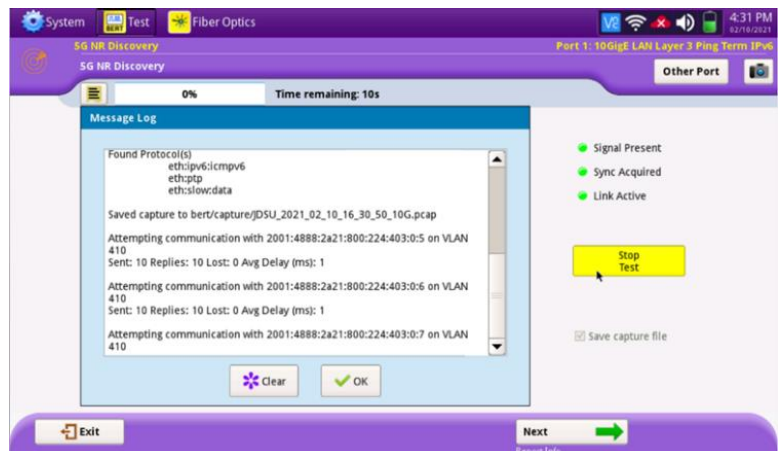 System
Test
Fiber Optics
4:31 PM
02/10/2021
5G NR Discovery
Port 1: 10GigE LAN Layer 3 Ping Term IPv6
5G NR Discovery
Other Port
0%
Time remaining: 10s
Message Log
Found Protocol(s)
eth:ipv6:icmpv6
eth:ptp
eth:slow:data
Saved capture to bert/capture/JDSU_2021_02_10_16_30_50_10G.pcap
Attempting communication with 2001:4888:2a21:800:224:403:0:5 on VLAN
410
Sent: 10 Replies: 10 Lost: 0 Avg Delay (ms): 1
Attempting communication with 2001:4888:2a21:800:224:403:0:6 on VLAN
410
Sent: 10 Replies: 10 Lost: 0 Avg Delay (ms): 1
Attempting communication with 2001:4888:2a21:800:224:403:0:7 on VLAN
410
Signal Present
Sync Acquired
Link Active
Stop
Test
Save capture file
Clear
OK
Exit
Next